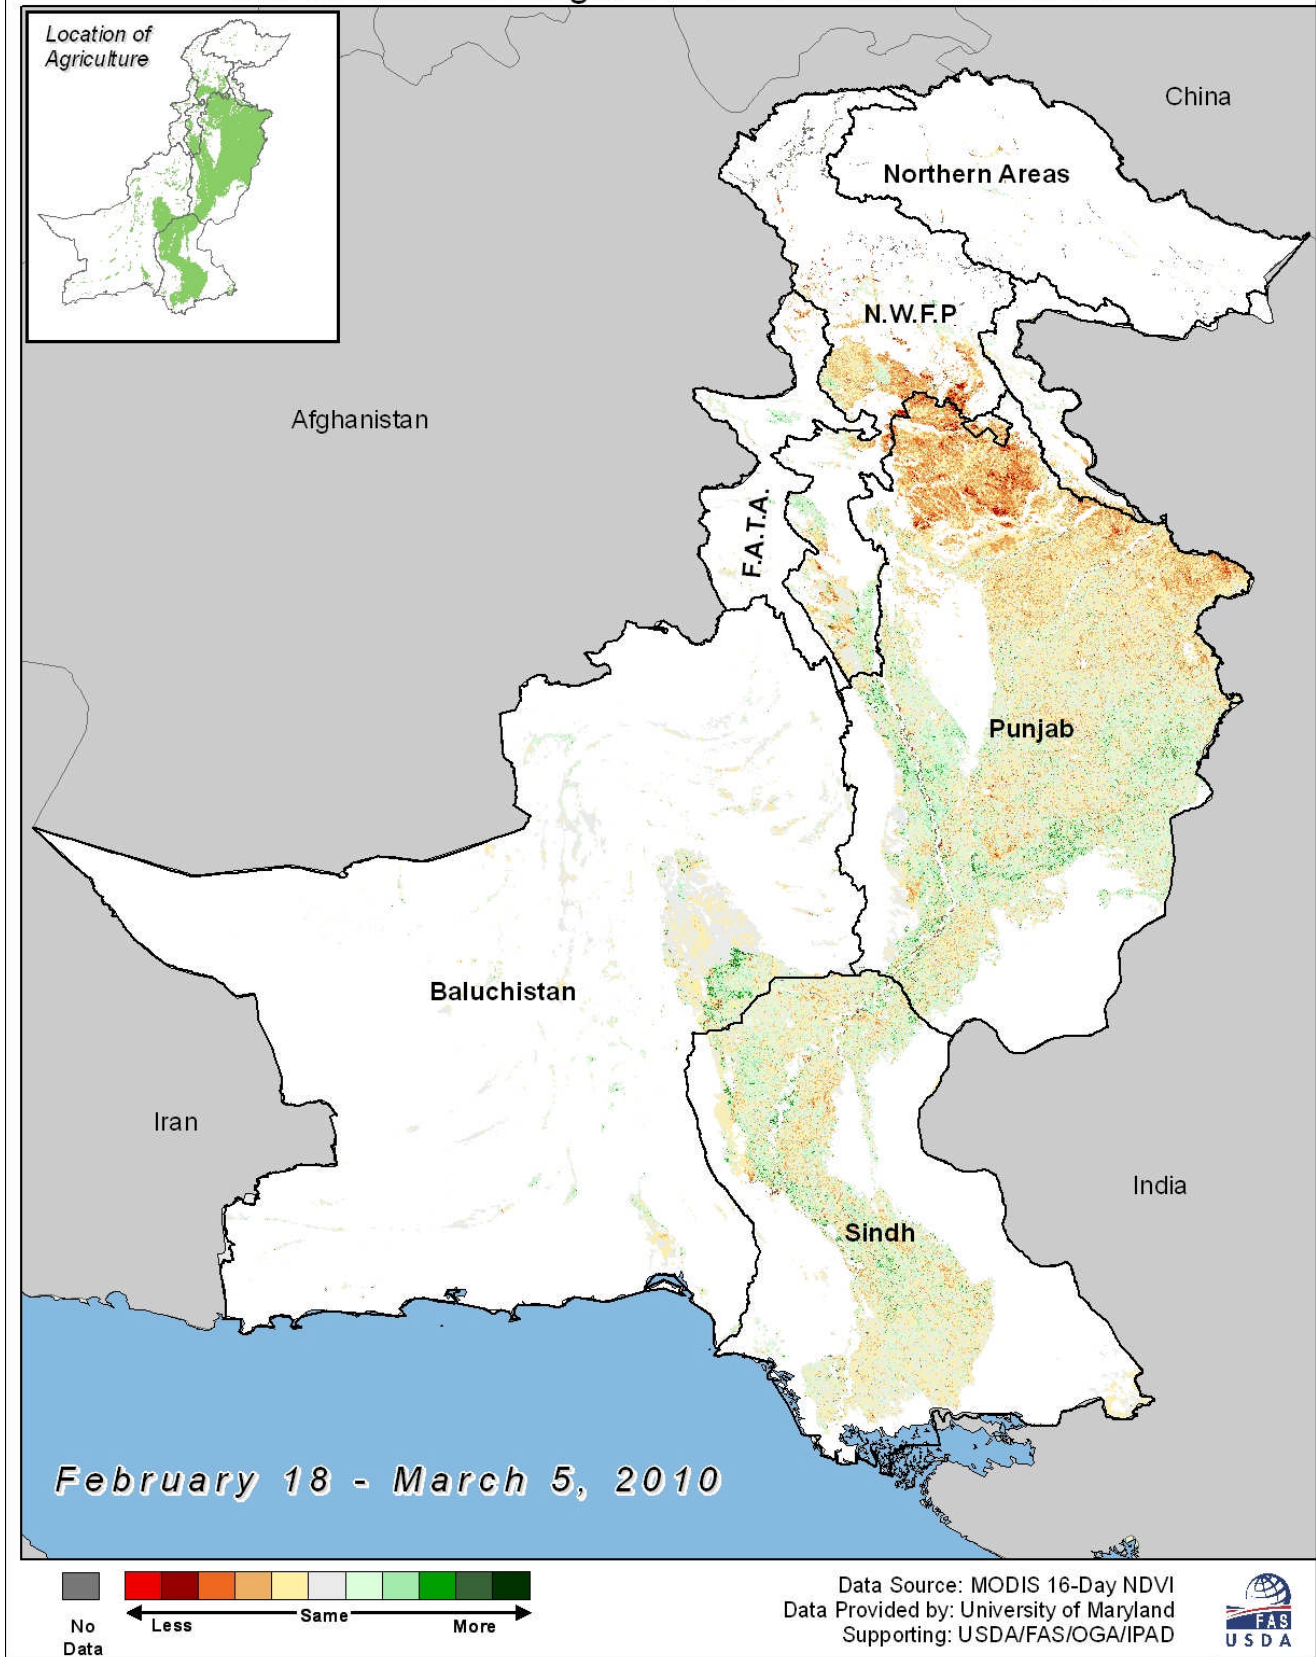 Location of
Agriculture
China
Northern Areas
N.W.F.P
Afghanistan
F.A.T.A.
Punjab
Baluchistan
Iran
India
Sindh
February 18 - March 5, 2010
No
Data
Less
Same
More
Data Source: MODIS 16-Day NDVI
Data Provided by: University of Maryland
Supporting: USDA/FAS/OGA/IPAD
FAS
USDA